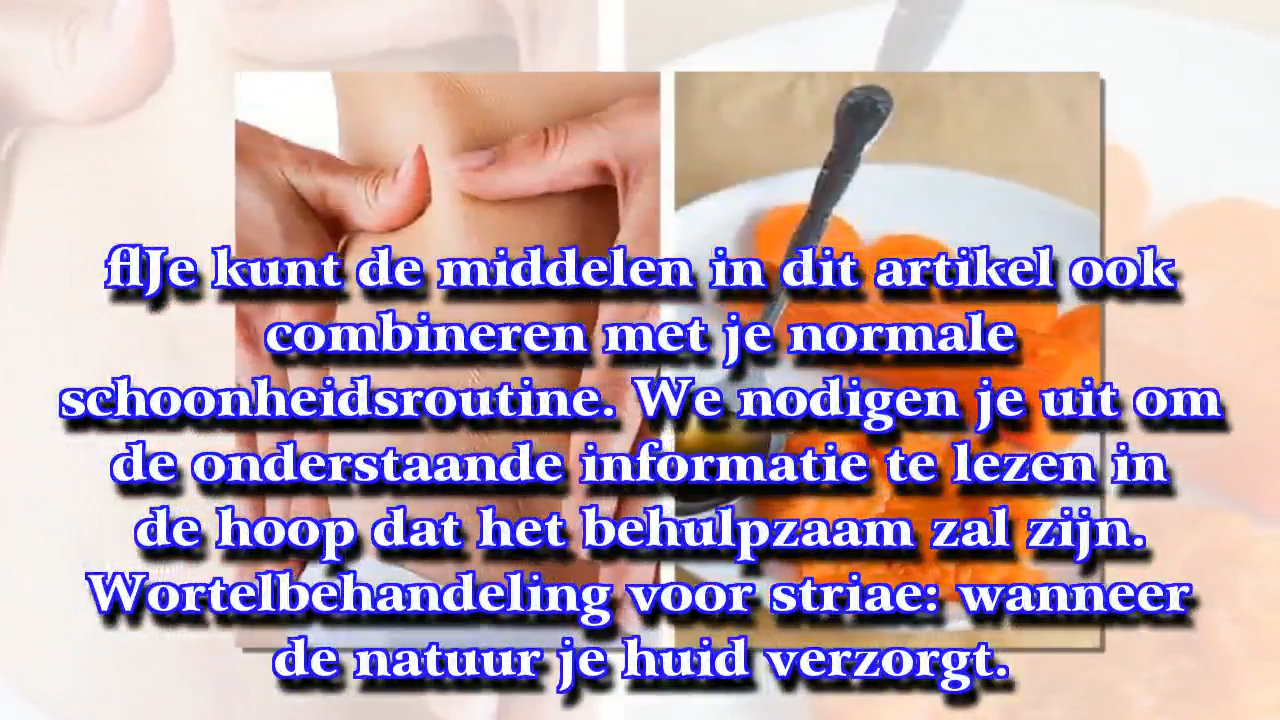 flJe kunt de middelen in dit artikel ook
combineren met je normale
schoonheidsroutine. We nodigen je uit om
de onderstaande informatie te lezen in
de hoop dat het behulpzaam zal zijn.
Wortelbehandeling voor striae: wanneer
de natuur je huid verzorgt.